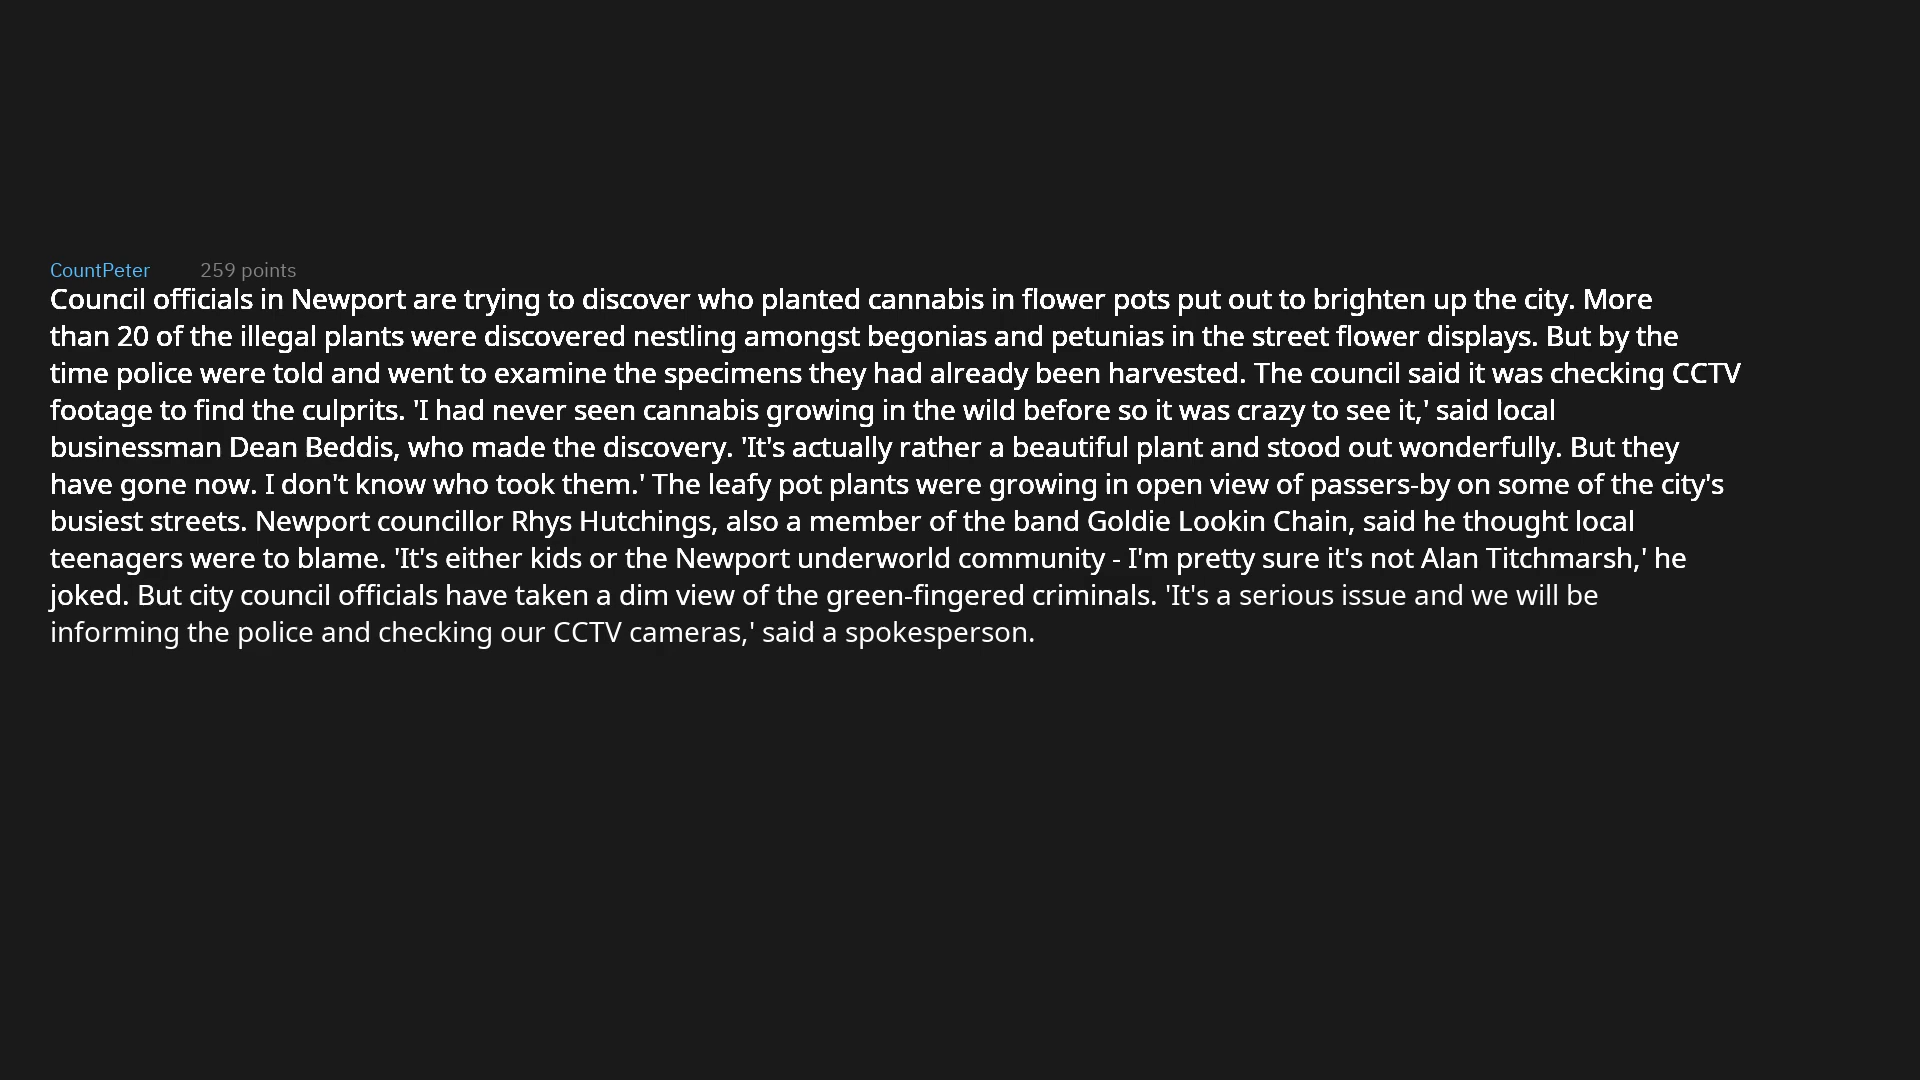 CountPeter 259 points
Council officials in Newport are trying to discover who planted cannabis in flower pots put out to brighten up the city. More
than 20 of the illegal plants were discovered nestling amongst begonias and petunias in the street flower displays. But by the
time police were told and went to examine the specimens they had already been harvested. The council said it was checking CCTV
footage to find the culprits. 'I had never seen cannabis growing in the wild before so it was crazy to see it,' said local
businessman Dean Beddis, who made the discovery. 'It's actually rather a beautiful plant and stood out wonderfully. But they
have gone now. I don't know who took them.' The leafy pot plants were growing in open view of passers-by on some of the city's
busiest streets. Newport councillor Rhys Hutchings, also a member of the band Goldie Lookin Chain, said he thought local
teenagers were to blame. 'It's either kids or the Newport underworld community - I'm pretty sure it's not Alan Titchmarsh,' he
joked. But city council officials have taken a dim view of the green-fingered criminals. 'It's a serious issue and we will be
informing the police and checking our CCTV cameras,' said a spokesperson.